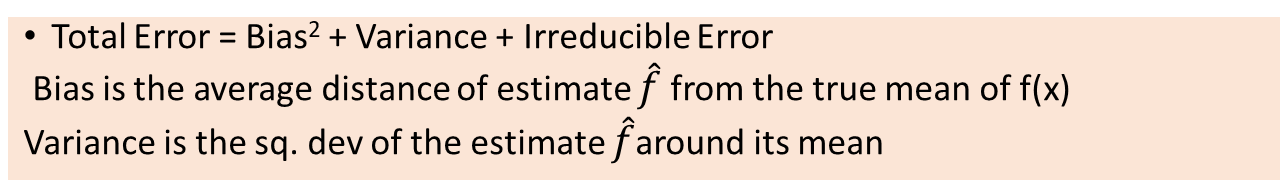 • Total Error = Bias² + Variance + Irreducible Error
Bias is the average distance of estimate f̂ from the true mean of f(x)
Variance is the sq. dev of the estimate f̂ around its mean